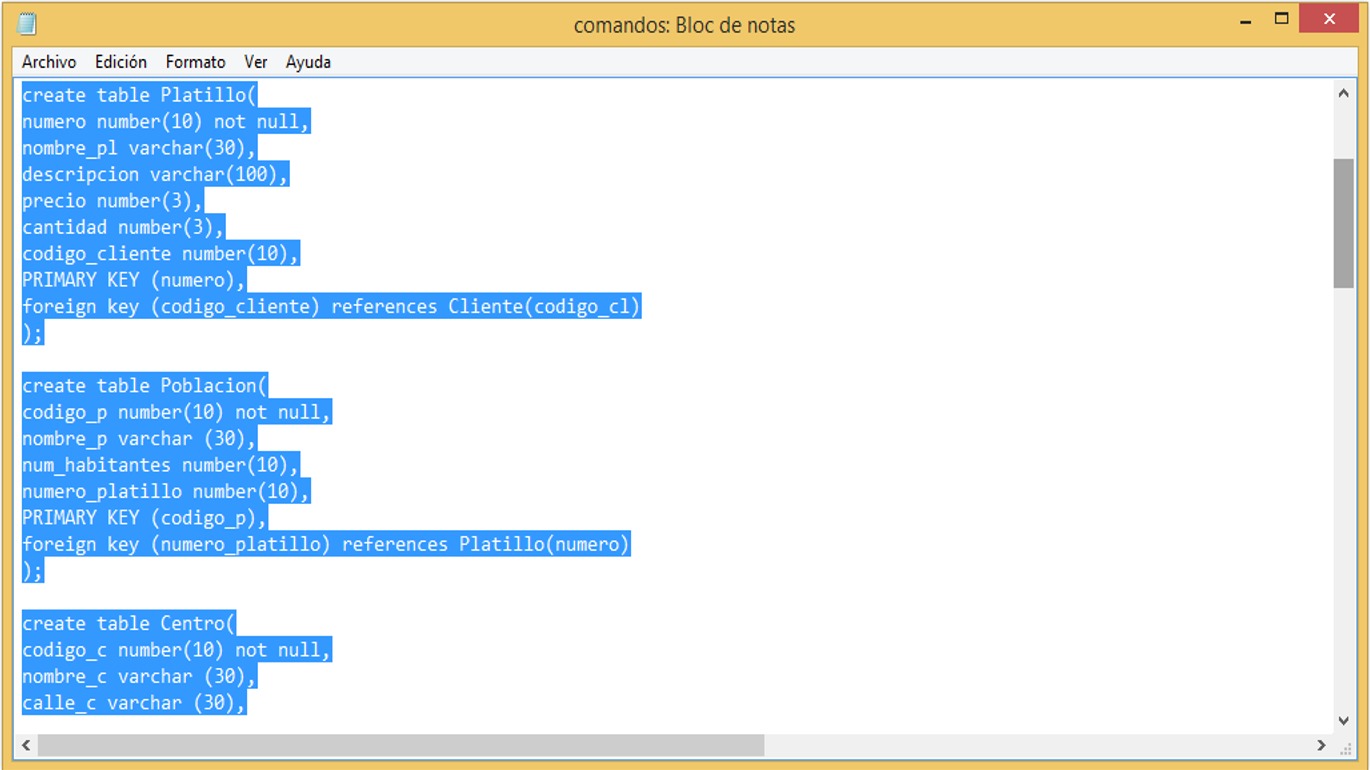 comandos: Bloc de notas
Archivo Edición Formato Ver Ayuda
create table Platillo(
numero number(10) not null,
nombre_pl varchar(30),
descripcion varchar(100),
precio number(3),
cantidad number(3),
codigo_cliente number(10),
PRIMARY KEY (numero),
foreign key (codigo_cliente) references Cliente(codigo_cl)
);
create table Poblacion(
codigo_p number(10) not null,
nombre_p varchar (30),
num_habitantes number(10),
numero_platillo number(10),
PRIMARY KEY (codigo_p),
foreign key (numero_platillo) references Platillo(numero)
);
create table Centro(
codigo_c number(10) not null,
nombre_c varchar (30),
calle_c varchar (30),